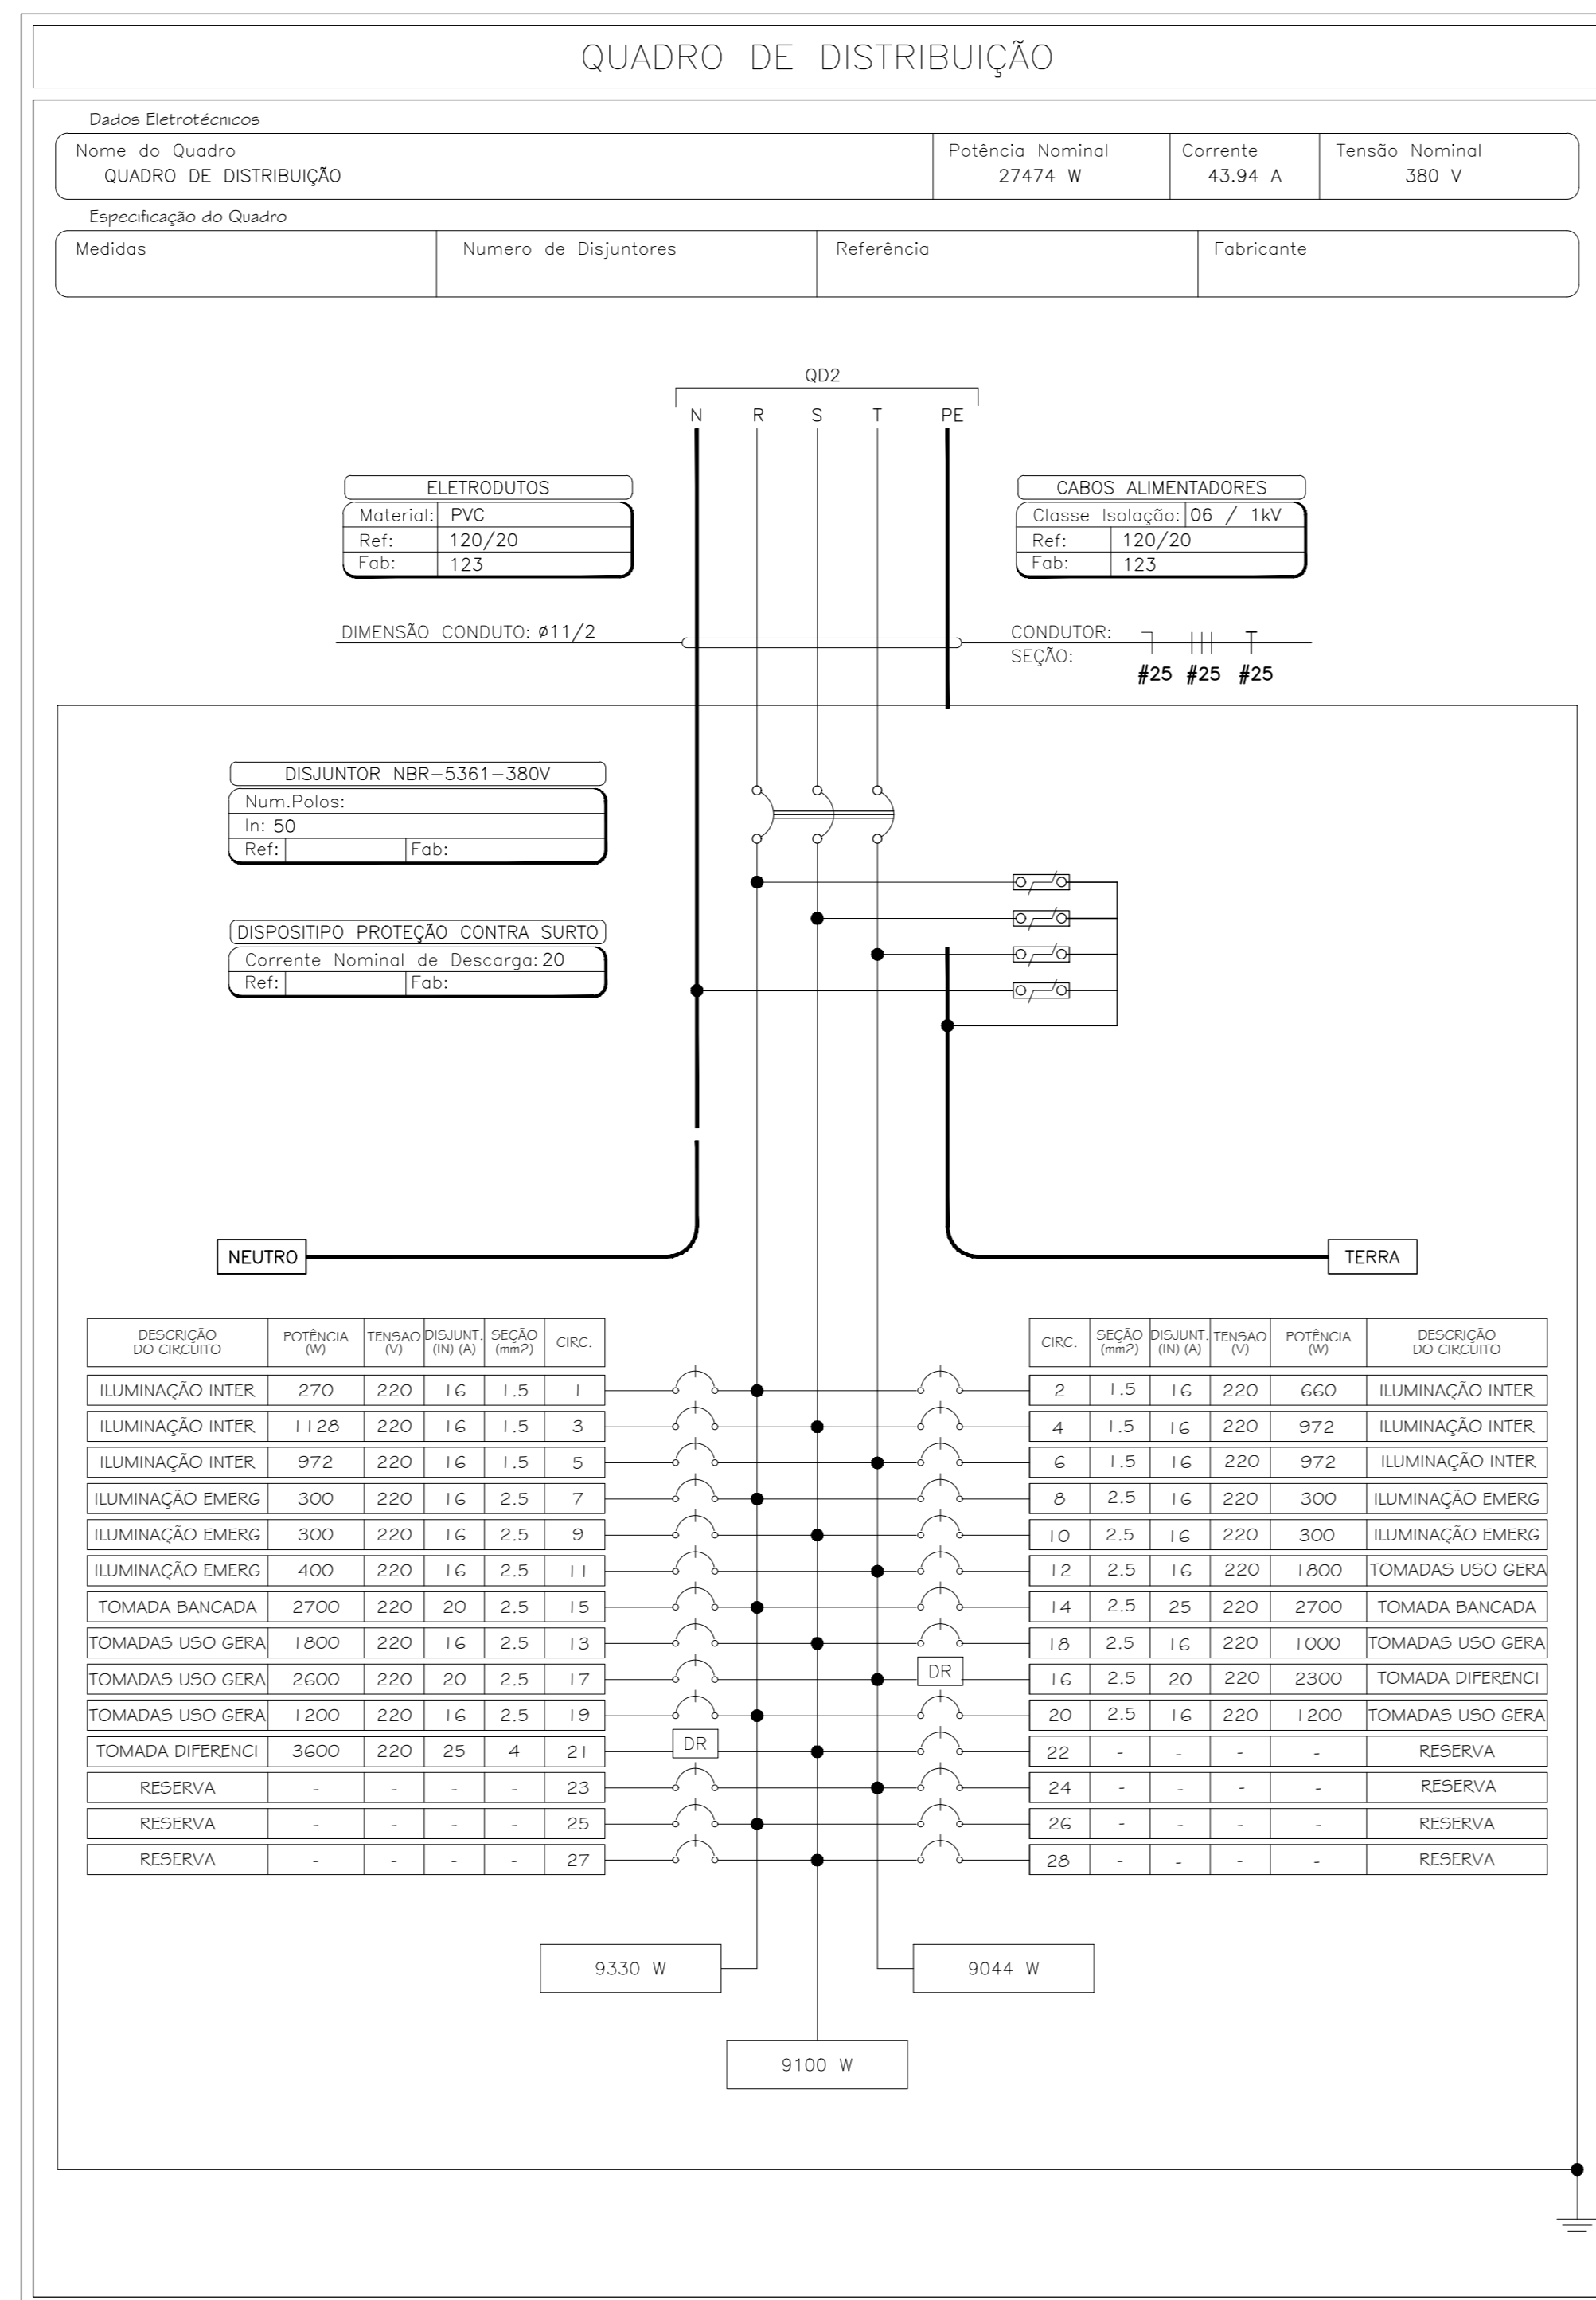 QUADRO DE DISTRIBUIÇÃO
Dados Eletrotécnicos
Nome do Quadro Potência Nominal Corrente Tensão Nominal
QUADRO DE DISTRIBUIÇÃO 27474 W 43.94 A 380 V
Especificação do Quadro
Medidas Numero de Disjuntores Referência Fabricante
QD2
N R S T PE
ELETRODUTOS
Material: PVC
Ref: 120/20
Fab: 123
CABOS ALIMENTADORES
Classe Isolação: 06 / 1kV
Ref: 120/20
Fab: 123
DIMENSÃO CONDUTO: ø11/2
CONDUTOR:
SEÇÃO:
#25 #25 #25
DISJUNTOR NBR-5361-380V
Num.Polos:
In: 50
Ref: Fab:
DISPOSITIPO PROTEÇÃO CONTRA SURTO
Corrente Nominal de Descarga: 20
Ref: Fab:
NEUTRO
TERRA
DESCRIÇÃO DO CIRCUITO POTÊNCIA (W) TENSÃO (V) DISJUNT. (IN) (A) SEÇÃO (mm2) CIRC.
ILUMINAÇÃO INTER 270 220 16 1.5 1
ILUMINAÇÃO INTER 1128 220 16 1.5 3
ILUMINAÇÃO INTER 972 220 16 1.5 5
ILUMINAÇÃO EMERG 300 220 16 2.5 7
ILUMINAÇÃO EMERG 300 220 16 2.5 9
ILUMINAÇÃO EMERG 400 220 16 2.5 11
TOMADA BANCADA 2700 220 20 2.5 15
TOMADAS USO GERA 1800 220 16 2.5 13
TOMADAS USO GERA 2600 220 20 2.5 17
TOMADAS USO GERA 1200 220 16 2.5 19
TOMADA DIFERENCI 3600 220 25 4 21
RESERVA - - - - 23
RESERVA - - - - 25
RESERVA - - - - 27
DR
DR
CIRC. SEÇÃO (mm2) DISJUNT. (IN) (A) TENSÃO (V) POTÊNCIA (W) DESCRIÇÃO DO CIRCUITO
2 1.5 16 220 660 ILUMINAÇÃO INTER
4 1.5 16 220 972 ILUMINAÇÃO INTER
6 1.5 16 220 972 ILUMINAÇÃO INTER
8 2.5 16 220 300 ILUMINAÇÃO EMERG
10 2.5 16 220 300 ILUMINAÇÃO EMERG
12 2.5 16 220 1800 TOMADAS USO GERA
14 2.5 25 220 2700 TOMADA BANCADA
18 2.5 16 220 1000 TOMADAS USO GERA
16 2.5 20 220 2300 TOMADA DIFERENCI
20 2.5 16 220 1200 TOMADAS USO GERA
22 - - - - RESERVA
24 - - - - RESERVA
26 - - - - RESERVA
28 - - - - RESERVA
9330 W
9044 W
9100 W